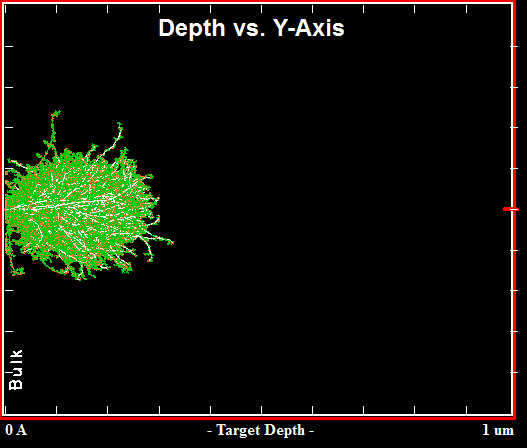 Depth vs. Y-Axis
Bulk
0 A
- Target Depth -
1 um